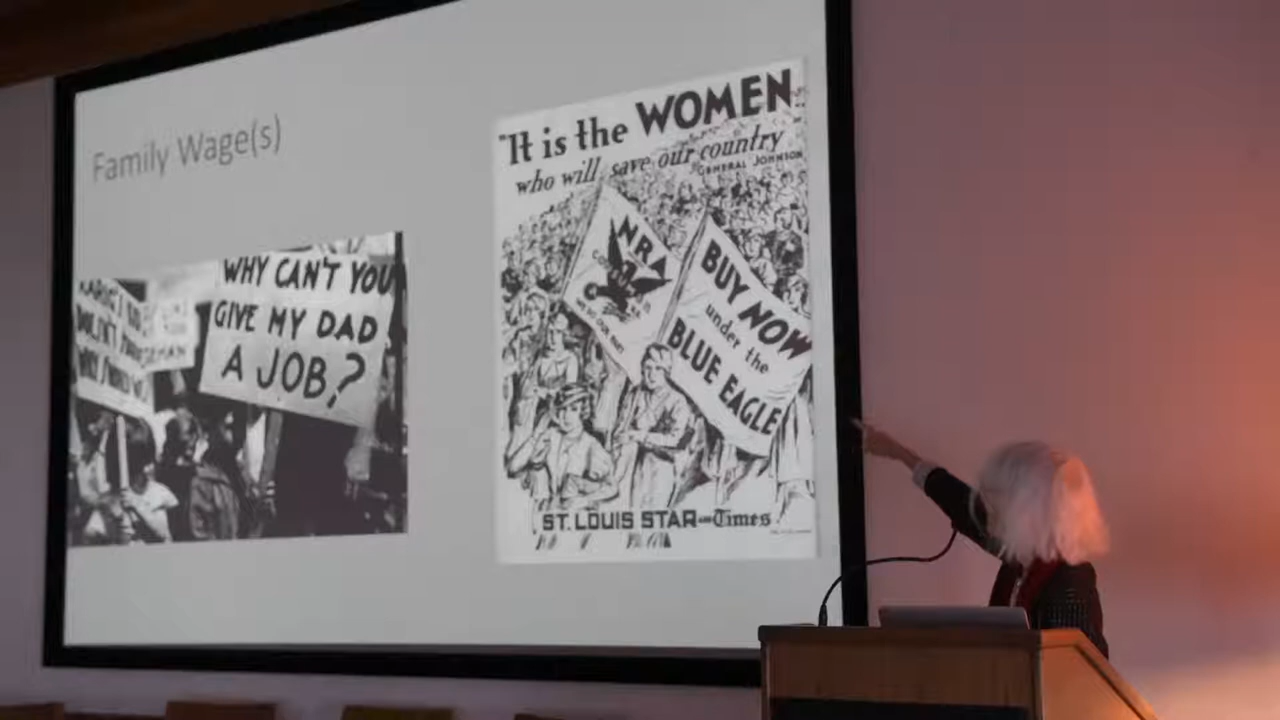 Family Wage(s)
WHY CAN'T YOU
GIVE MY DAD
A JOB?
"It is the WOMEN
who will save our country
GENERAL JOHNSON
NRA
BUY NOW
under the
BLUE EAGLE
ST. LOUIS STAR and Times